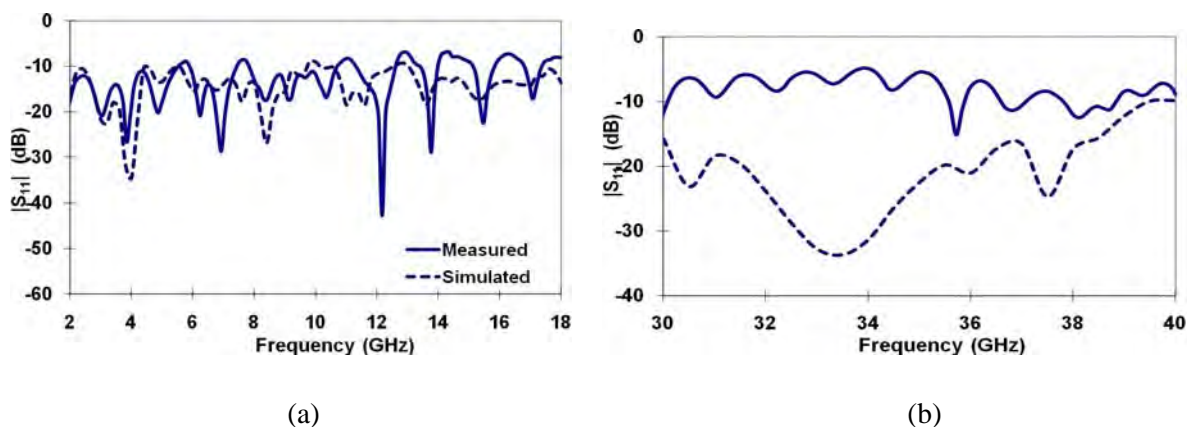 0
-10
-20
-30
-40
-50
-60
|S₁₁| (dB)
2 4 6 8 10 12 14 16 18
Frequency (GHz)
Measured
Simulated
(a)
0
-10
-20
-30
-40
(dB)
30 32 34 36 38 40
Frequency (GHz)
(b)